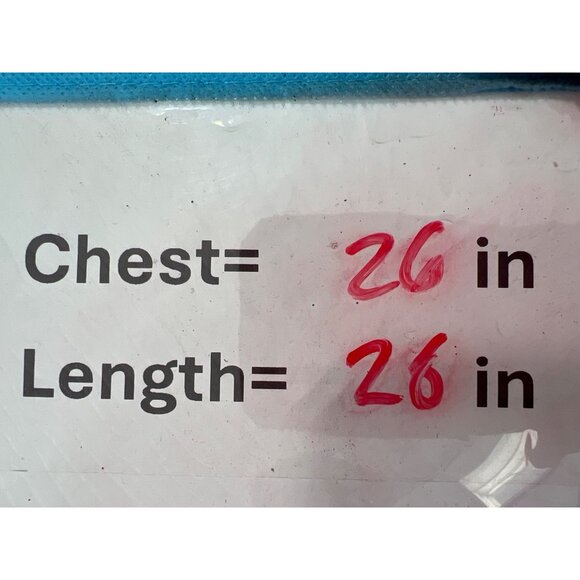 Chest= 26 in
Length= 26 in